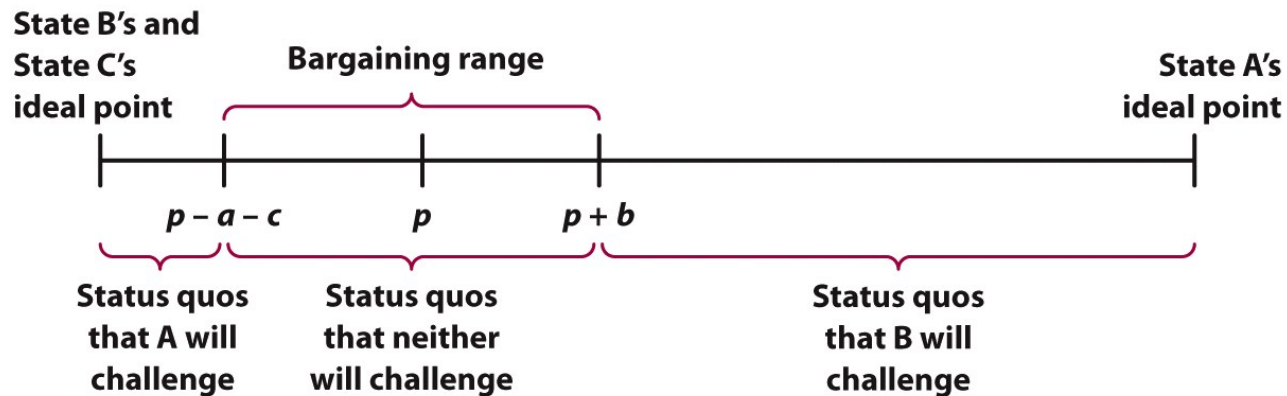 State B’s and
State C’s
ideal point
Bargaining range
State A’s
ideal point
p – a – c
p
p + b
Status quos
that A will
challenge
Status quos
that neither
will challenge
Status quos
that B will
challenge